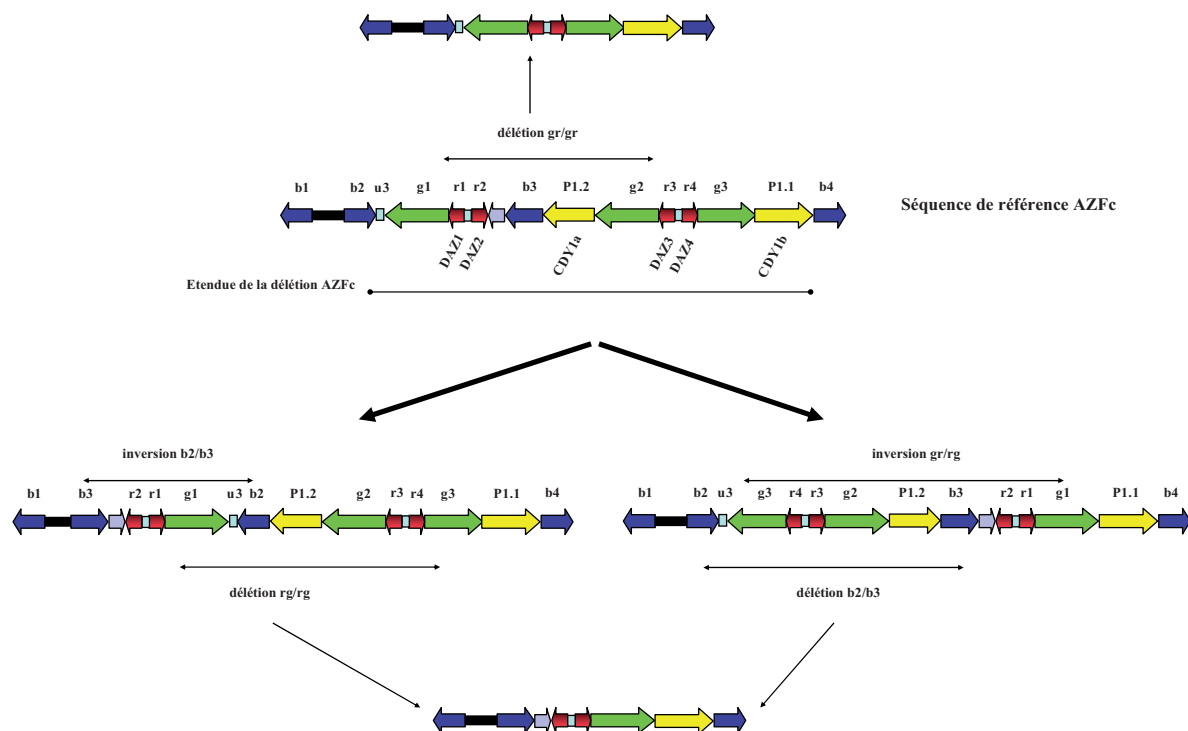 délétion gr/gr
b1 b2 u3 g1 r1 r2 b3 P1.2 g2 r3 r4 g3 P1.1 b4
Séquence de référence AZFc
DAZ1 DAZ2 CDY1a DAZ3 DAZ4 CDY1b
Etendue de la délétion AZFc
inversion b2/b3
b1 b3 r2 r1 g1 u3 b2 P1.2 g2 r3 r4 g3 P1.1 b4
délétion rg/rg
inversion gr/rg
b1 b2 u3 g3 r4 r3 g2 P1.2 b3 r2 r1 g1 P1.1 b4
délétion b2/b3